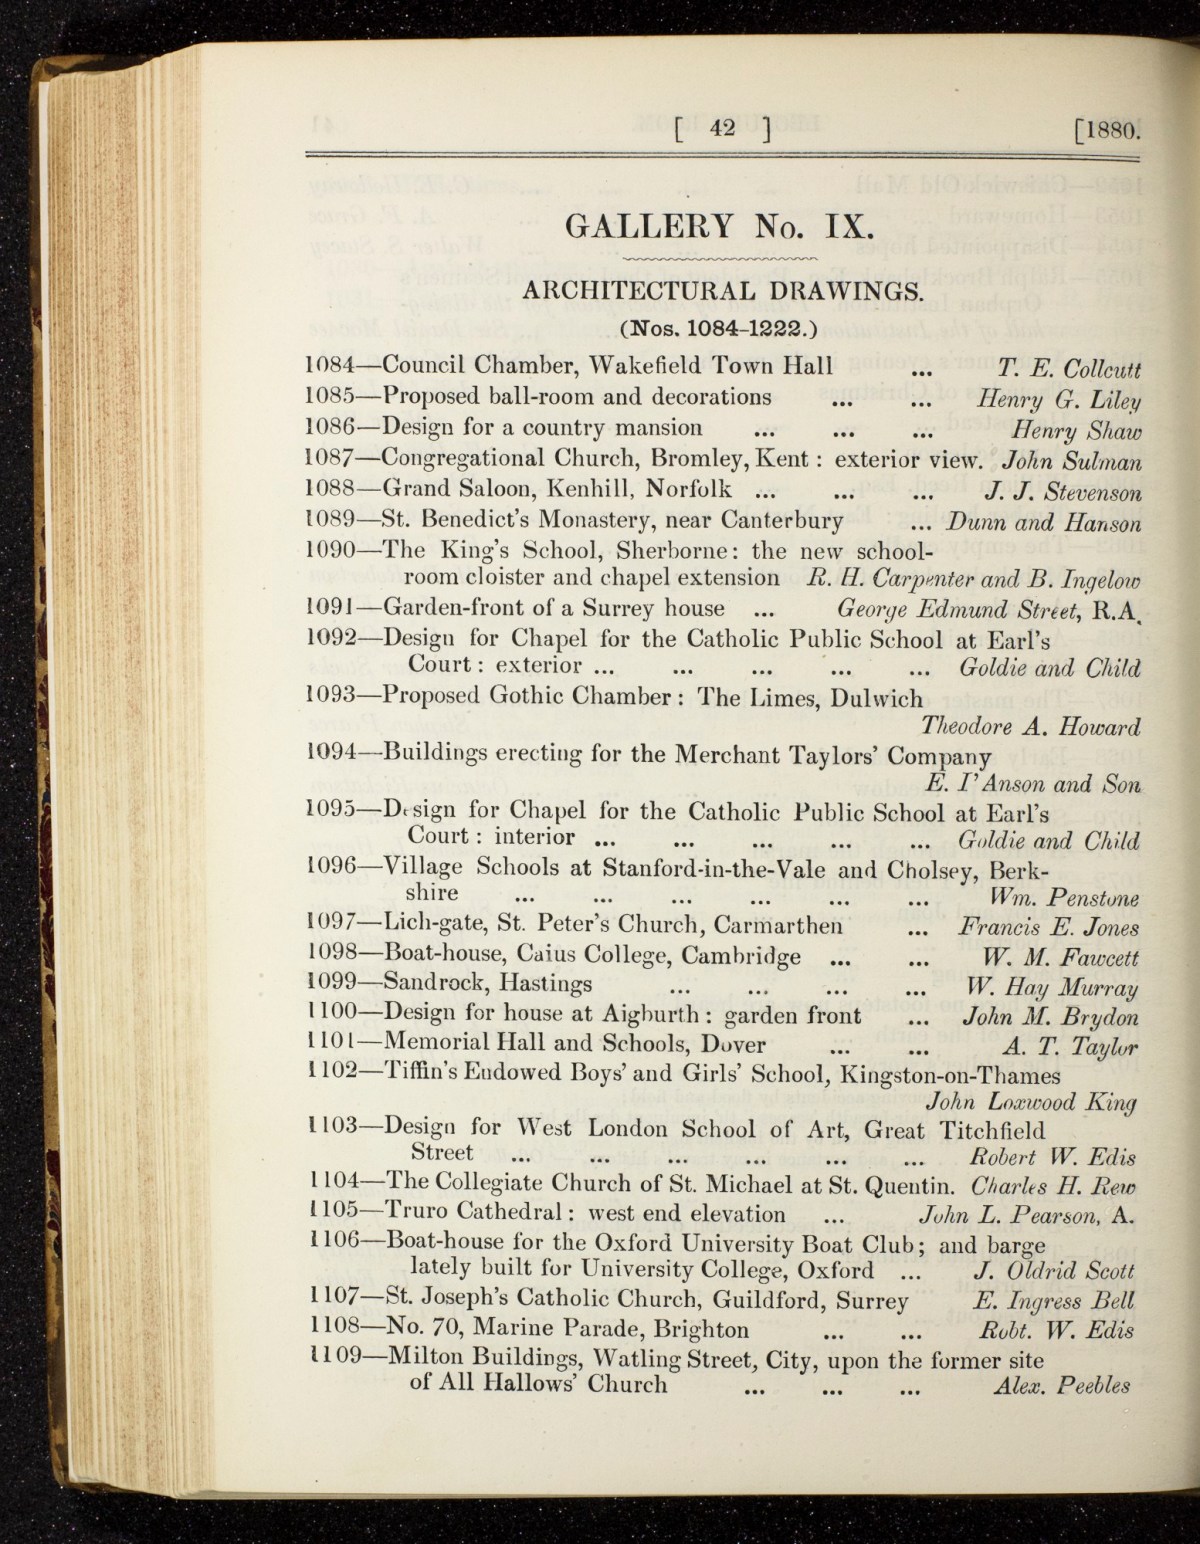 [ 42 ] [1880.
GALLERY No. IX.
ARCHITECTURAL DRAWINGS.
(Nos. 1084-1222.)
1084—Council Chamber, Wakefield Town Hall ... T. E. Collcutt
1085—Proposed ball-room and decorations ... ... Henry G. Liley
1086—Design for a country mansion ... ... ... Henry Shaw
1087—Congregational Church, Bromley, Kent : exterior view. John Sulman
1088—Grand Saloon, Kenhill, Norfolk ... ... ... J. J. Stevenson
1089—St. Benedict's Monastery, near Canterbury ... Dunn and Hanson
1090—The King's School, Sherborne : the new school-
room cloister and chapel extension R. H. Carpenter and B. Ingelow
1091—Garden-front of a Surrey house ... George Edmund Street, R.A.
1092—Design for Chapel for the Catholic Public School at Earl's
Court : exterior ... ... ... ... ... Goldie and Child
1093—Proposed Gothic Chamber : The Limes, Dulwich
Theodore A. Howard
1094—Buildings erecting for the Merchant Taylors' Company
E. I'Anson and Son
1095—Design for Chapel for the Catholic Public School at Earl's
Court : interior ... ... ... ... ... Goldie and Child
1096—Village Schools at Stanford-in-the-Vale and Cholsey, Berk-
shire ... ... ... ... ... ... Wm. Penstone
1097—Lich-gate, St. Peter's Church, Carmarthen ... Francis E. Jones
1098—Boat-house, Caius College, Cambridge ... ... W. M. Fawcett
1099—Sandrock, Hastings ... ... ... ... W. Hay Murray
1100—Design for house at Aigburth : garden front ... John M. Brydon
1101—Memorial Hall and Schools, Dover ... ... A. T. Taylor
1102—Tiffin's Endowed Boys' and Girls' School, Kingston-on-Thames
John Loxwood King
1103—Design for West London School of Art, Great Titchfield
Street ... ... ... ... ... ... Robert W. Edis
1104—The Collegiate Church of St. Michael at St. Quentin. Charles H. Rew
1105—Truro Cathedral : west end elevation ... John L. Pearson, A.
1106—Boat-house for the Oxford University Boat Club ; and barge
lately built for University College, Oxford ... J. Oldrid Scott
1107—St. Joseph's Catholic Church, Guildford, Surrey E. Ingress Bell
1108—No. 70, Marine Parade, Brighton ... ... Robt. W. Edis
1109—Milton Buildings, Watling Street, City, upon the former site
of All Hallows' Church ... ... ... Alex. Peebles